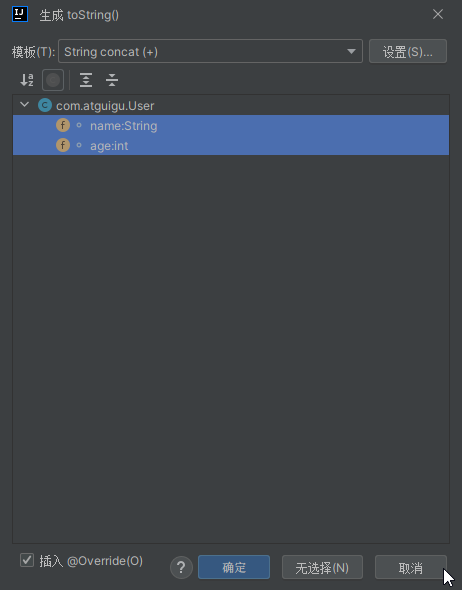 生成 toString()
模板(T): String concat (+) 设置(S)...
com.atguigu.User
name:String
age:int
插入 @Override(O)
? 确定 无选择(N) 取消